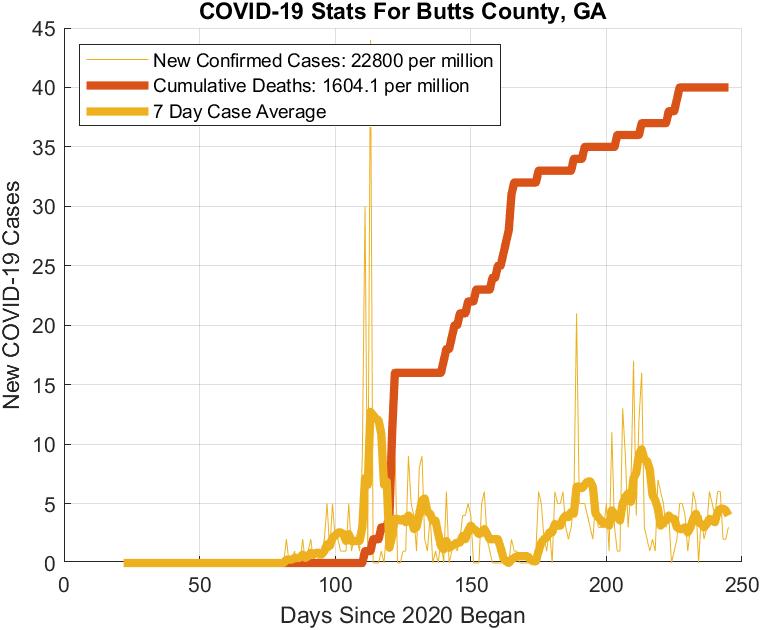 COVID-19 Stats For Butts County, GA
New Confirmed Cases: 22800 per million
Cumulative Deaths: 1604.1 per million
7 Day Case Average
New COVID-19 Cases
45
40
35
30
25
20
15
10
5
0
0 50 100 150 200 250
Days Since 2020 Began